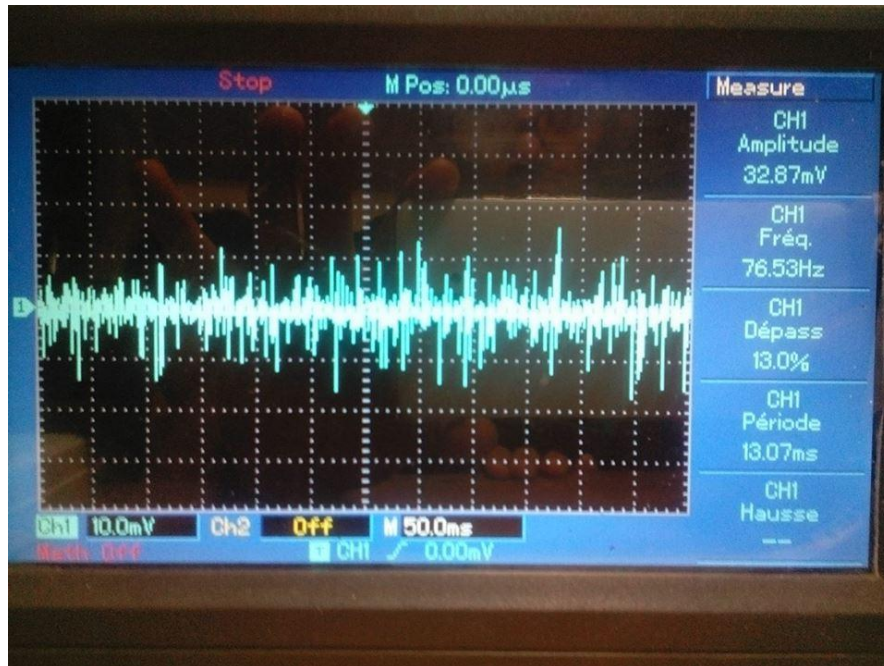 Stop M Pos: 0.00µs Measure
CH1
Amplitude
32.87mV
CH1
Fréq.
76.53Hz
1
CH1
Dépass
13.0%
CH1
Période
13.07ms
CH1
Hausse
--
Ch1 10.0mV Ch2 Off M 50.0ms
Math Off T CH1 0.00mV